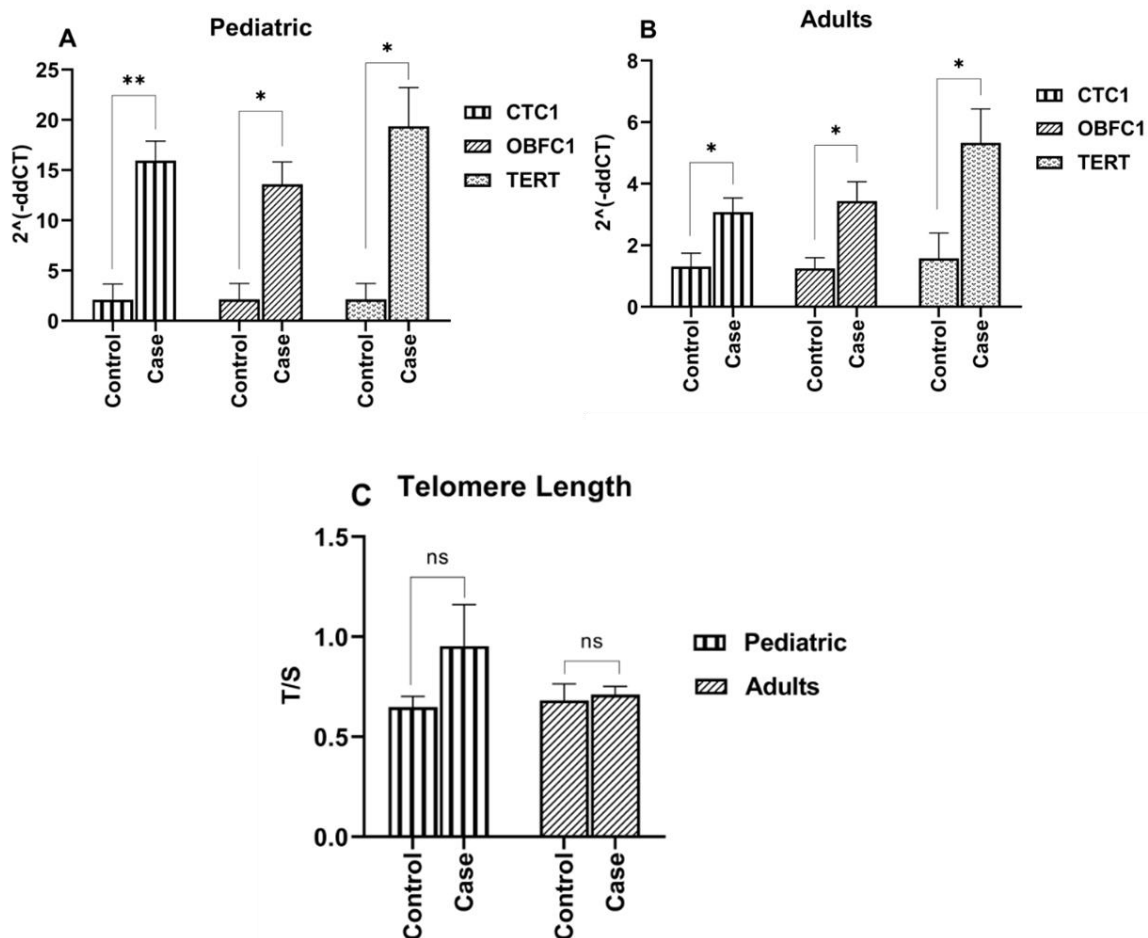 A Pediatric
2^(-ddCT)
25
20
15
10
5
0
**
*
*
Control
Case
Control
Case
Control
Case
CTC1
OBFC1
TERT
B Adults
2^(-ddCT)
8
6
4
2
0
*
*
*
Control
Case
Control
Case
Control
Case
CTC1
OBFC1
TERT
C Telomere Length
T/S
1.5
1.0
0.5
0.0
ns
ns
Control
Case
Control
Case
Pediatric
Adults